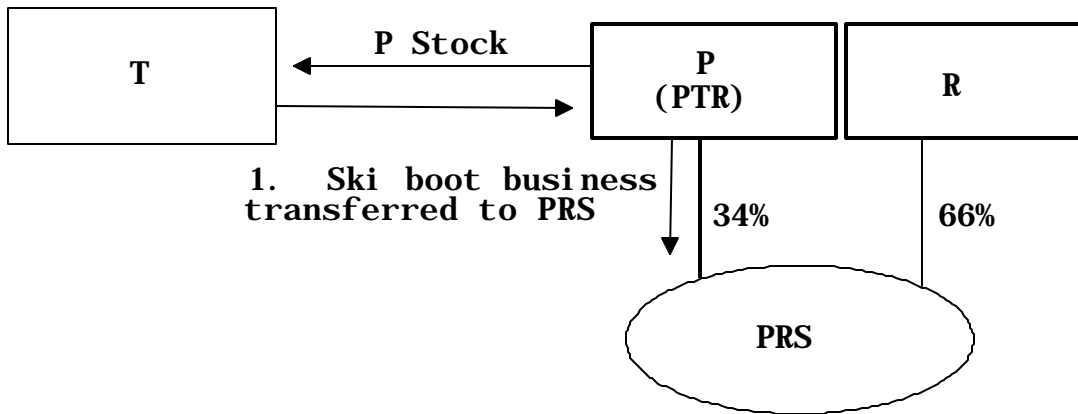 P Stock
T
P
(PTR)
R
1. Ski boot business
transferred to PRS
34%
66%
PRS